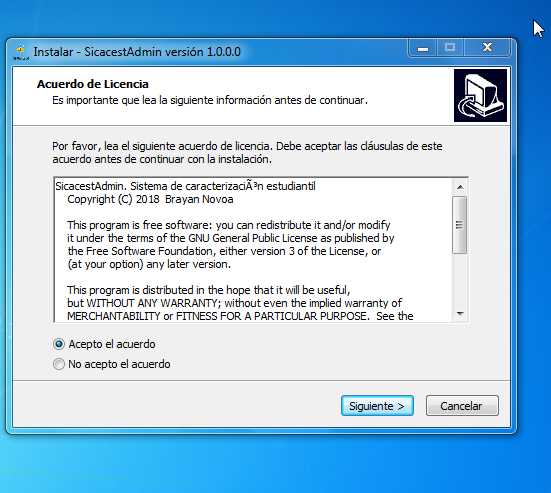 Instalar - SicacestAdmin versión 1.0.0.0
Acuerdo de Licencia
Es importante que lea la siguiente información antes de continuar.
Por favor, lea el siguiente acuerdo de licencia. Debe aceptar las cláusulas de este
acuerdo antes de continuar con la instalación.
SicacestAdmin. Sistema de caracterizaciÃ³n estudiantil
Copyright (C) 2018 Brayan Novoa
This program is free software: you can redistribute it and/or modify
it under the terms of the GNU General Public License as published by
the Free Software Foundation, either version 3 of the License, or
(at your option) any later version.
This program is distributed in the hope that it will be useful,
but WITHOUT ANY WARRANTY; without even the implied warranty of
MERCHANTABILITY or FITNESS FOR A PARTICULAR PURPOSE. See the
Acepto el acuerdo
No acepto el acuerdo
Siguiente >
Cancelar